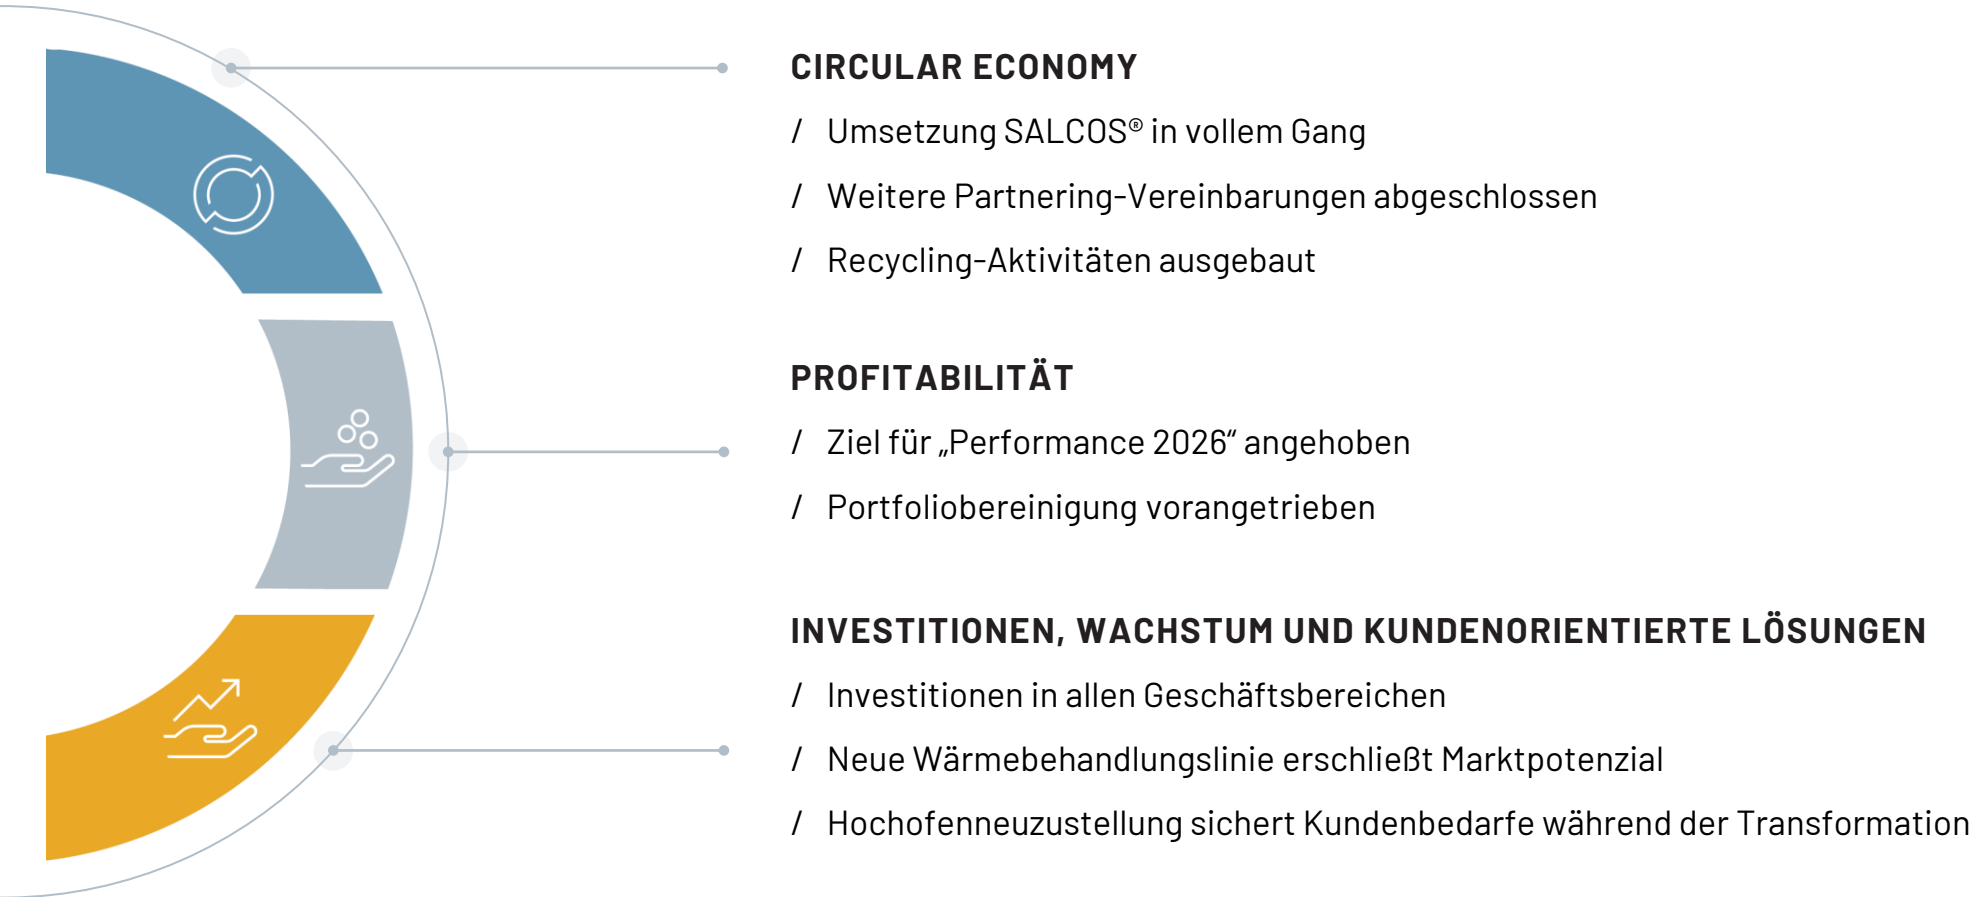 CIRCULAR ECONOMY
/ Umsetzung SALCOS® in vollem Gang
/ Weitere Partnering-Vereinbarungen abgeschlossen
/ Recycling-Aktivitäten ausgebaut
PROFITABILITÄT
/ Ziel für „Performance 2026“ angehoben
/ Portfoliobereinigung vorangetrieben
INVESTITIONEN, WACHSTUM UND KUNDENORIENTIERTE LÖSUNGEN
/ Investitionen in allen Geschäftsbereichen
/ Neue Wärmebehandlungslinie erschließt Marktpotenzial
/ Hochofenneuzustellung sichert Kundenbedarfe während der Transformation